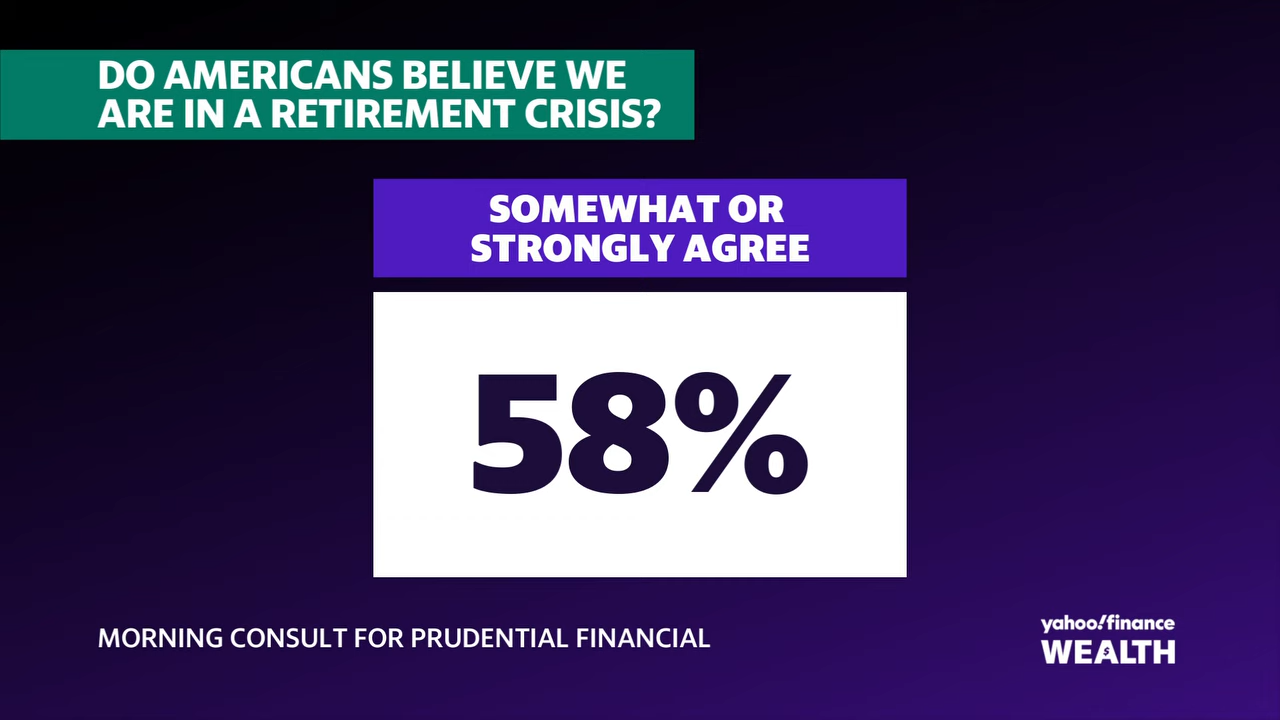 DO AMERICANS BELIEVE WE
ARE IN A RETIREMENT CRISIS?
SOMEWHAT OR
STRONGLY AGREE
58%
MORNING CONSULT FOR PRUDENTIAL FINANCIAL
yahoo!finance
WEALTH